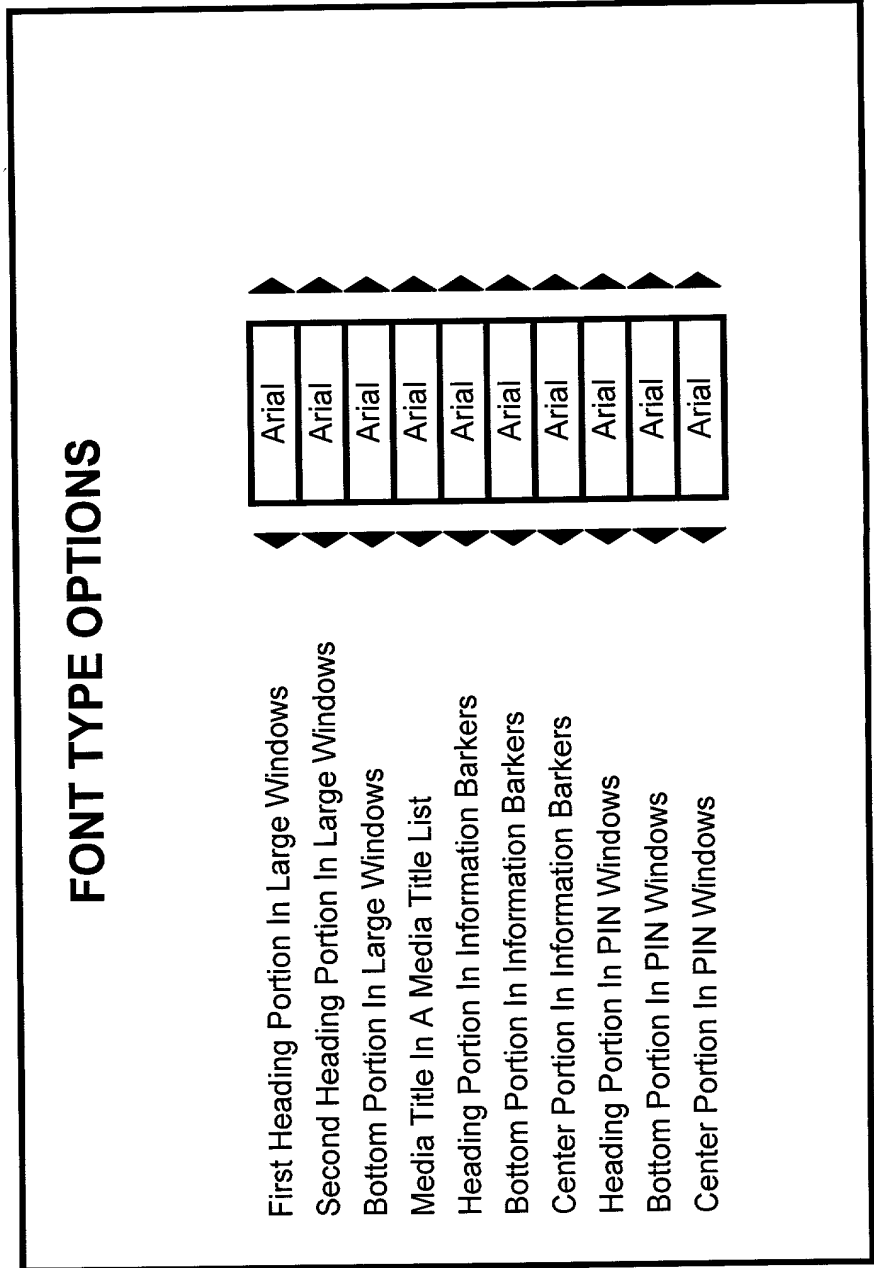 FONT TYPE OPTIONS
First Heading Portion In Large Windows Arial
Second Heading Portion In Large Windows Arial
Bottom Portion In Large Windows Arial
Media Title In A Media Title List Arial
Heading Portion In Information Barkers Arial
Bottom Portion In Information Barkers Arial
Center Portion In Information Barkers Arial
Heading Portion In PIN Windows Arial
Bottom Portion In PIN Windows Arial
Center Portion In PIN Windows Arial